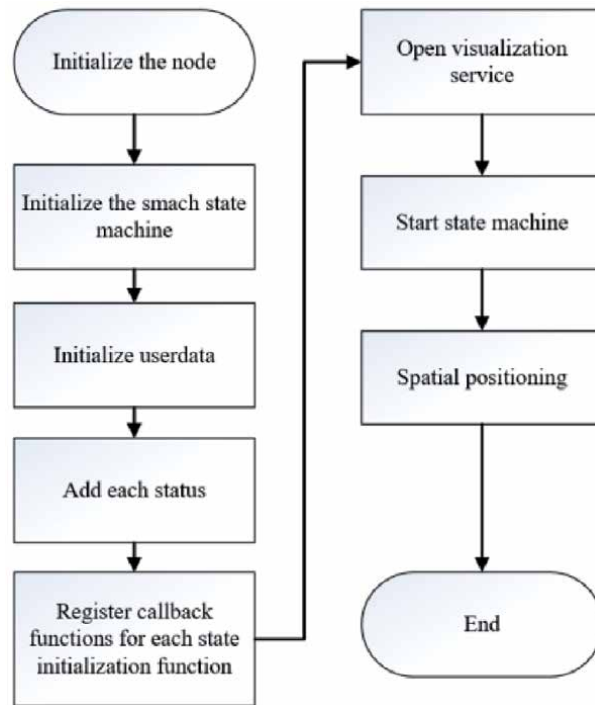 Initialize the node
Initialize the smach state
machine
Initialize userdata
Add each status
Register callback
functions for each state
initialization function
Open visualization
service
Start state machine
Spatial positioning
End